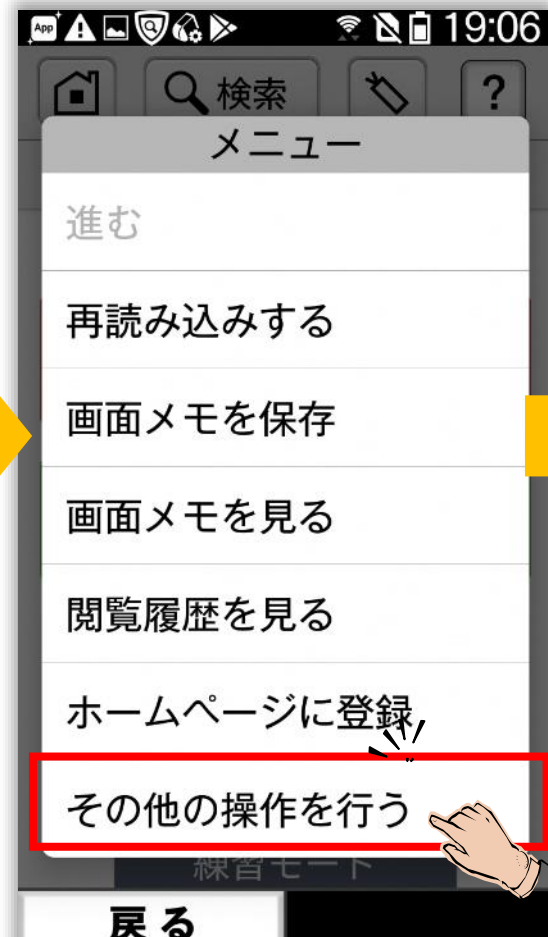 App 19:06
検索 ?
メニュー
進む
再読み込みする
画面メモを保存
画面メモを見る
閲覧履歴を見る
ホームページに登録
その他の操作を行う
練習モード
戻る